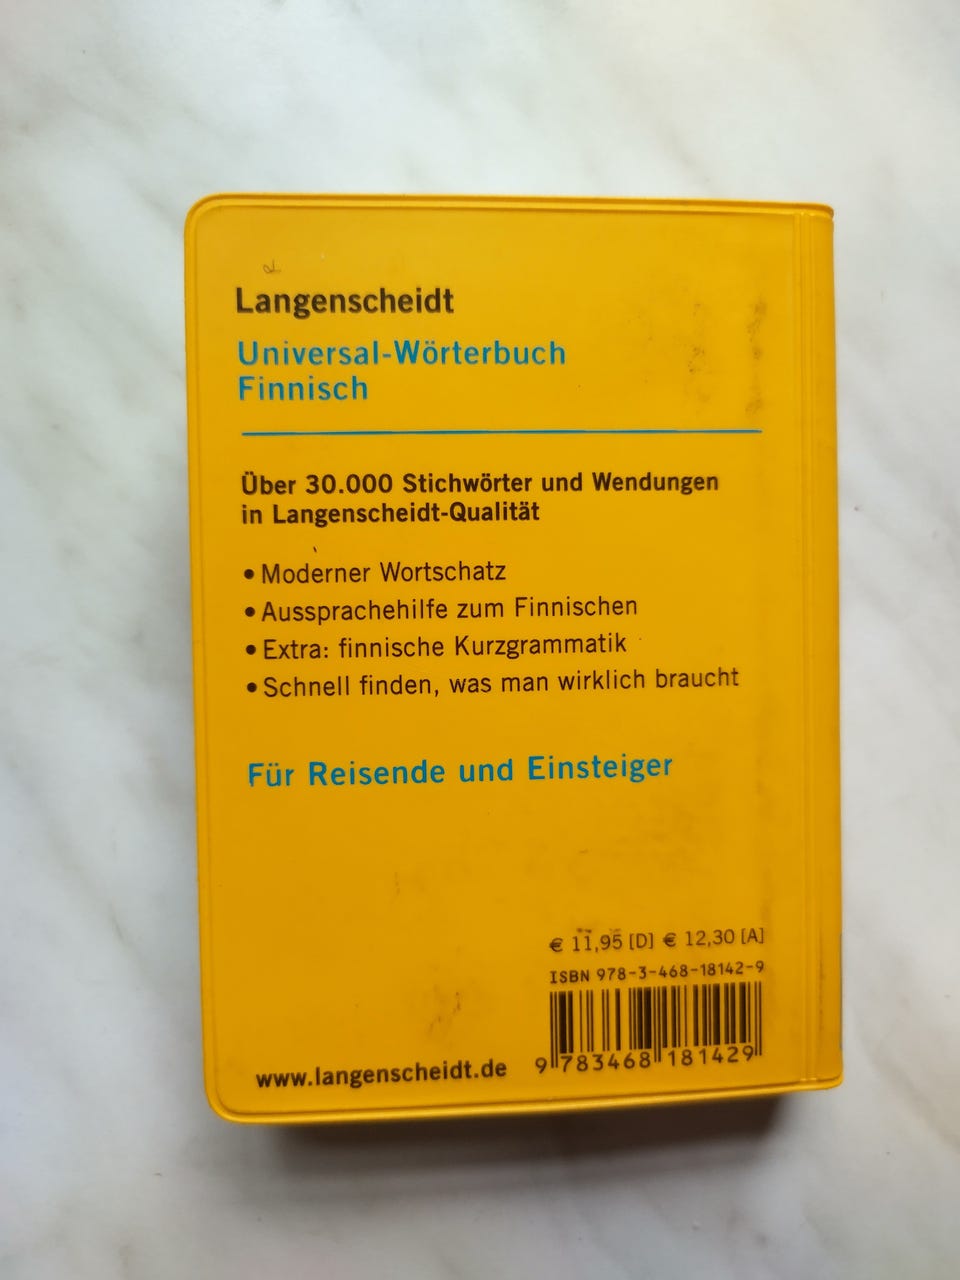 Langenscheidt
Universal-Wörterbuch
Finnisch
Über 30.000 Stichwörter und Wendungen
in Langenscheidt-Qualität
• Moderner Wortschatz
• Aussprachehilfe zum Finnischen
• Extra: finnische Kurzgrammatik
• Schnell finden, was man wirklich braucht
Für Reisende und Einsteiger
€ 11,95 [D] € 12,30 [A]
ISBN 978-3-468-18142-9
9 783468 181429
www.langenscheidt.de